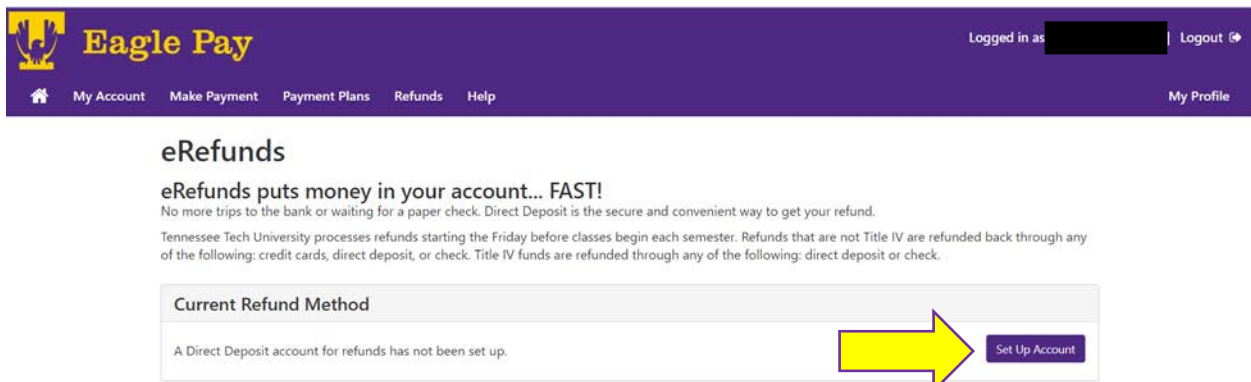 Eagle Pay
Logged in as | Logout
My Account Make Payment Payment Plans Refunds Help My Profile
eRefunds
eRefunds puts money in your account... FAST!
No more trips to the bank or waiting for a paper check. Direct Deposit is the secure and convenient way to get your refund.
Tennessee Tech University processes refunds starting the Friday before classes begin each semester. Refunds that are not Title IV are refunded back through any
of the following: credit cards, direct deposit, or check. Title IV funds are refunded through any of the following: direct deposit or check.
Current Refund Method
A Direct Deposit account for refunds has not been set up. Set Up Account